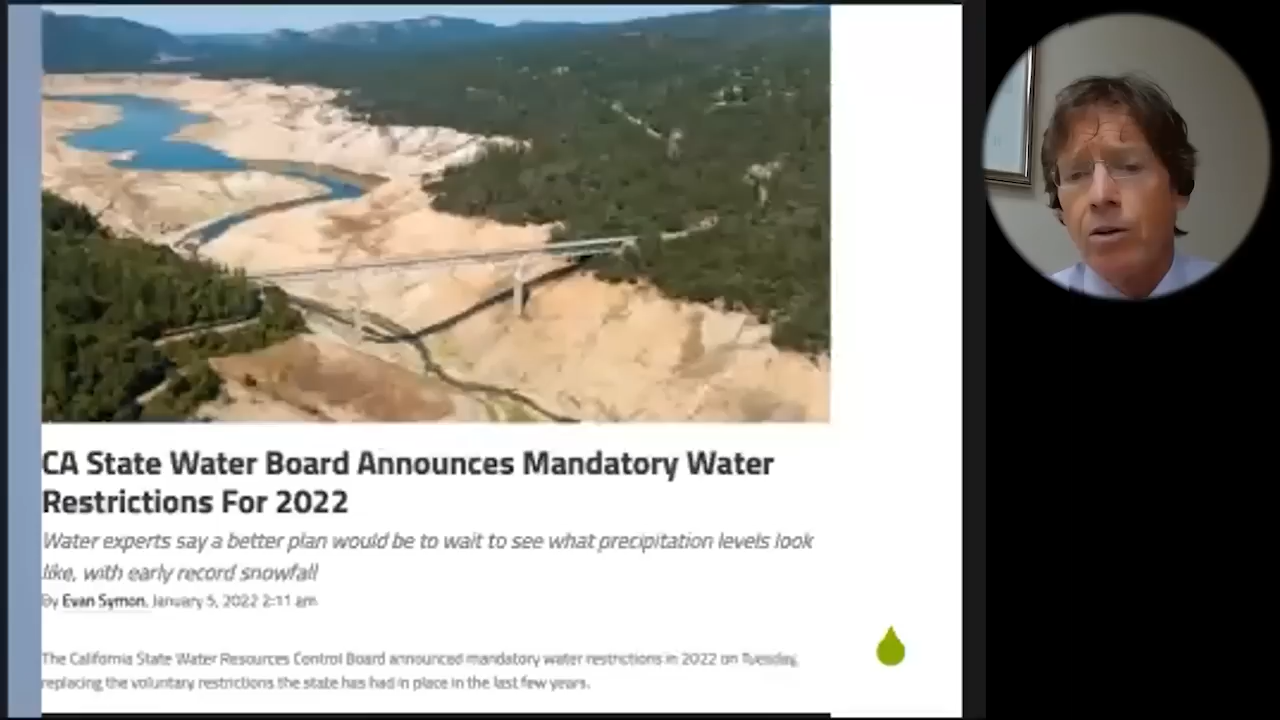 CA State Water Board Announces Mandatory Water
Restrictions For 2022
Water experts say a better plan would be to wait to see what precipitation levels look
like, with early record snowfall
By Evan Symon, January 5, 2022 2:11 am
The California State Water Resources Control Board announced mandatory water restrictions in 2022 on Tuesday,
replacing the voluntary restrictions the state has had in place in the last few years.